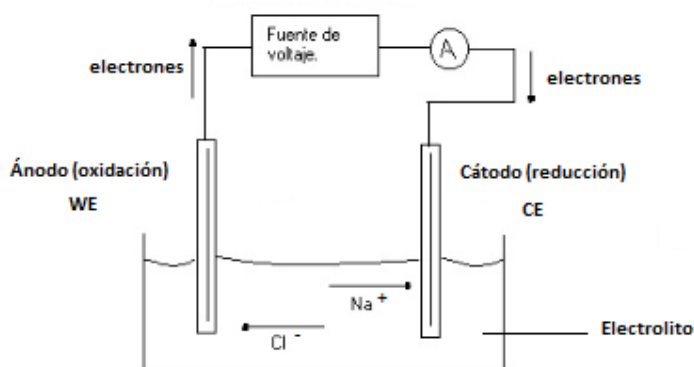 Fuente de
voltaje.
A
electrones
electrones
Ánodo (oxidación)
WE
Cátodo (reducción)
CE
Na +
Cl -
Electrolito